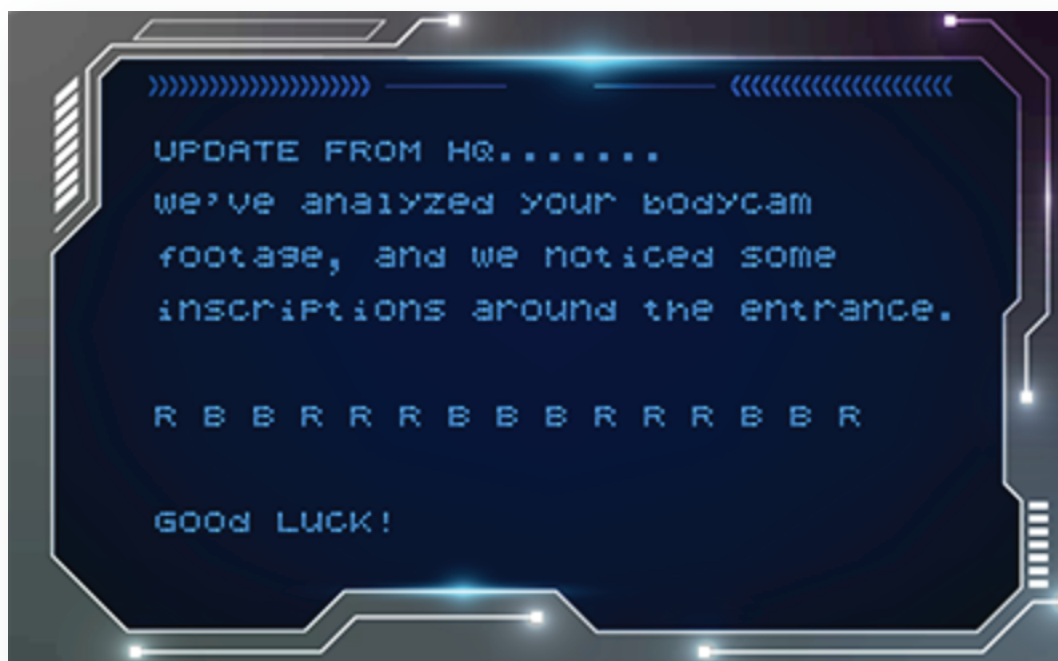 UPDATE FROM HQ.......
We've analyzed your bodycam
footage, and we noticed some
inscriptions around the entrance.
R B B R R R B B B R R R B B R
Good LUCK!